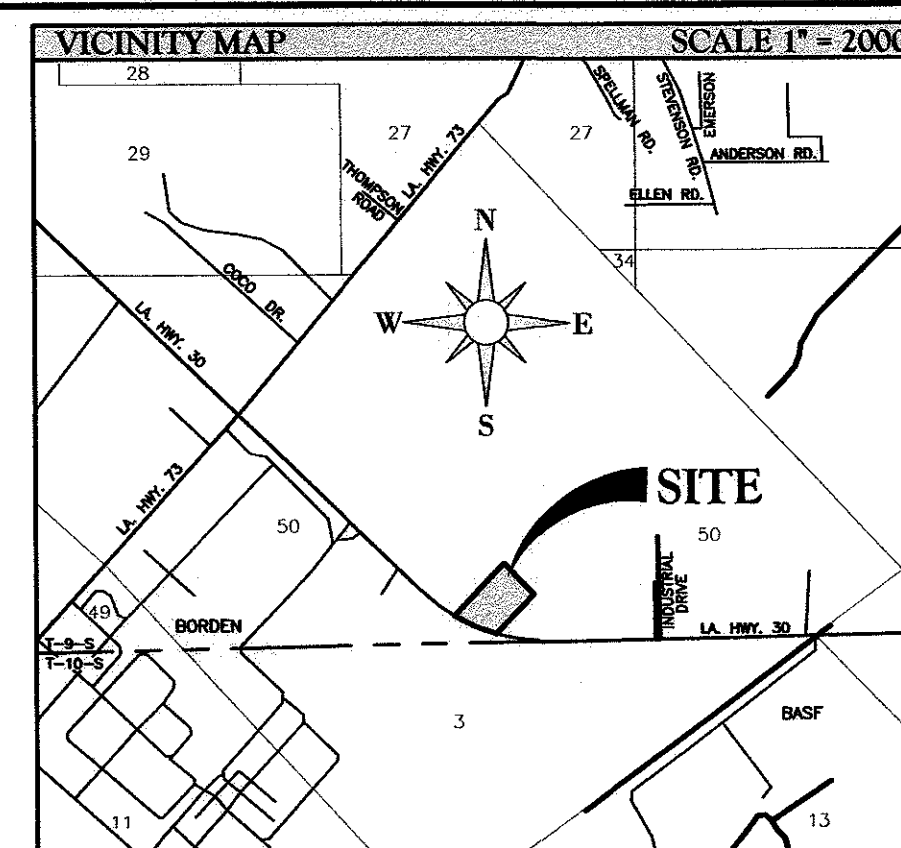 VICINITY MAP
SCALE 1" = 2000
28
29
27
27
SPELLMAN RD.
STEVENSON RD.
EMERSON
ANDERSON RD.
ELLEN RD.
THOMPSON
ROAD
LA. HWY. 73
34
N
W
E
S
COCO DR.
LA. HWY. 30
LA. HWY. 73
SITE
50
50
INDUSTRIAL
DRIVE
LA. HWY. 30
49
BORDEN
T-9-S
T-10-S
3
BASF
11
13